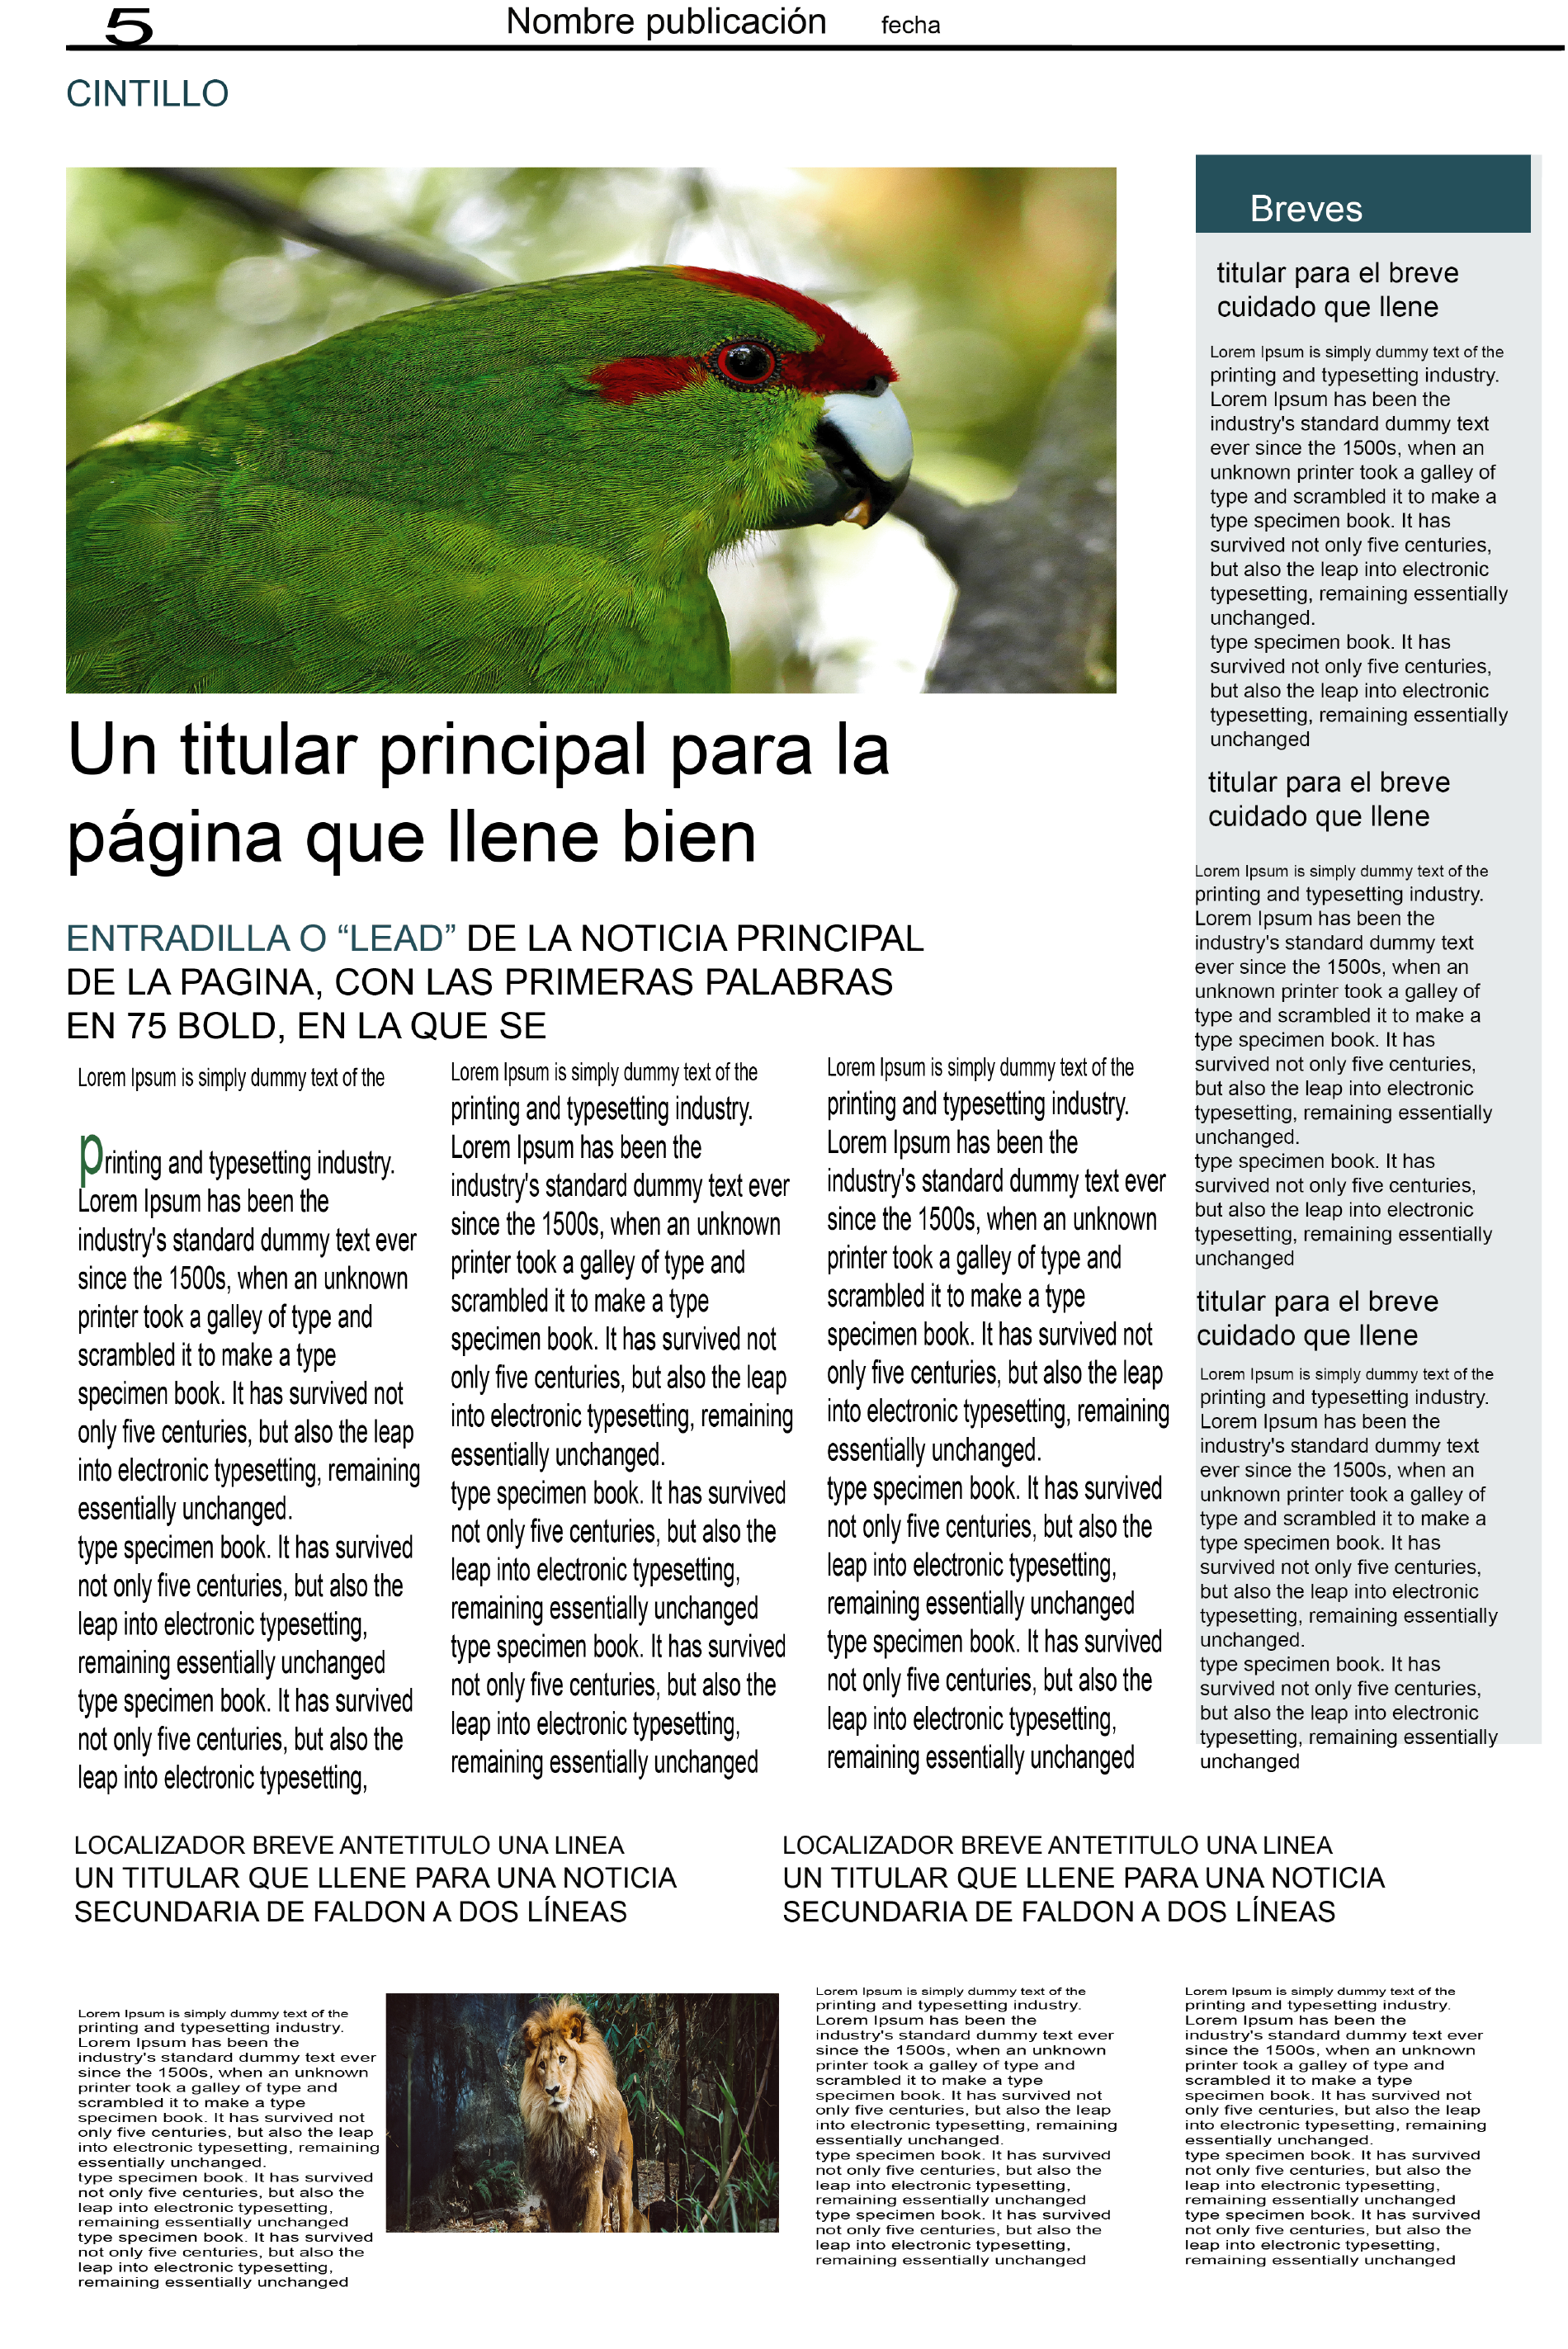 5
Nombre publicación fecha
CINTILLO
Un titular principal para la
página que llene bien
ENTRADILLA O “LEAD” DE LA NOTICIA PRINCIPAL
DE LA PAGINA, CON LAS PRIMERAS PALABRAS
EN 75 BOLD, EN LA QUE SE
Lorem Ipsum is simply dummy text of the
printing and typesetting industry.
Lorem Ipsum has been the
industry's standard dummy text ever
since the 1500s, when an unknown
printer took a galley of type and
scrambled it to make a type
specimen book. It has survived not
only five centuries, but also the leap
into electronic typesetting, remaining
essentially unchanged.
type specimen book. It has survived
not only five centuries, but also the
leap into electronic typesetting,
remaining essentially unchanged
type specimen book. It has survived
not only five centuries, but also the
leap into electronic typesetting,
Lorem Ipsum is simply dummy text of the
printing and typesetting industry.
Lorem Ipsum has been the
industry's standard dummy text ever
since the 1500s, when an unknown
printer took a galley of type and
scrambled it to make a type
specimen book. It has survived not
only five centuries, but also the leap
into electronic typesetting, remaining
essentially unchanged.
type specimen book. It has survived
not only five centuries, but also the
leap into electronic typesetting,
remaining essentially unchanged
type specimen book. It has survived
not only five centuries, but also the
leap into electronic typesetting,
remaining essentially unchanged
Lorem Ipsum is simply dummy text of the
printing and typesetting industry.
Lorem Ipsum has been the
industry's standard dummy text ever
since the 1500s, when an unknown
printer took a galley of type and
scrambled it to make a type
specimen book. It has survived not
only five centuries, but also the leap
into electronic typesetting, remaining
essentially unchanged.
type specimen book. It has survived
not only five centuries, but also the
leap into electronic typesetting,
remaining essentially unchanged
type specimen book. It has survived
not only five centuries, but also the
leap into electronic typesetting,
remaining essentially unchanged
Breves
titular para el breve
cuidado que llene
Lorem Ipsum is simply dummy text of the
printing and typesetting industry.
Lorem Ipsum has been the
industry's standard dummy text
ever since the 1500s, when an
unknown printer took a galley of
type and scrambled it to make a
type specimen book. It has
survived not only five centuries,
but also the leap into electronic
typesetting, remaining essentially
unchanged.
type specimen book. It has
survived not only five centuries,
but also the leap into electronic
typesetting, remaining essentially
unchanged
titular para el breve
cuidado que llene
Lorem Ipsum is simply dummy text of the
printing and typesetting industry.
Lorem Ipsum has been the
industry's standard dummy text
ever since the 1500s, when an
unknown printer took a galley of
type and scrambled it to make a
type specimen book. It has
survived not only five centuries,
but also the leap into electronic
typesetting, remaining essentially
unchanged.
type specimen book. It has
survived not only five centuries,
but also the leap into electronic
typesetting, remaining essentially
unchanged
titular para el breve
cuidado que llene
Lorem Ipsum is simply dummy text of the
printing and typesetting industry.
Lorem Ipsum has been the
industry's standard dummy text
ever since the 1500s, when an
unknown printer took a galley of
type and scrambled it to make a
type specimen book. It has
survived not only five centuries,
but also the leap into electronic
typesetting, remaining essentially
unchanged.
type specimen book. It has
survived not only five centuries,
but also the leap into electronic
typesetting, remaining essentially
unchanged
LOCALIZADOR BREVE ANTETITULO UNA LINEA
UN TITULAR QUE LLENE PARA UNA NOTICIA
SECUNDARIA DE FALDON A DOS LÍNEAS
Lorem Ipsum is simply dummy text of the
printing and typesetting industry.
Lorem Ipsum has been the
industry's standard dummy text ever
since the 1500s, when an unknown
printer took a galley of type and
scrambled it to make a type
specimen book. It has survived not
only five centuries, but also the leap
into electronic typesetting, remaining
essentially unchanged.
type specimen book. It has survived
not only five centuries, but also the
leap into electronic typesetting,
remaining essentially unchanged
type specimen book. It has survived
not only five centuries, but also the
leap into electronic typesetting,
remaining essentially unchanged
LOCALIZADOR BREVE ANTETITULO UNA LINEA
UN TITULAR QUE LLENE PARA UNA NOTICIA
SECUNDARIA DE FALDON A DOS LÍNEAS
Lorem Ipsum is simply dummy text of the
printing and typesetting industry.
Lorem Ipsum has been the
industry's standard dummy text ever
since the 1500s, when an unknown
printer took a galley of type and
scrambled it to make a type
specimen book. It has survived not
only five centuries, but also the leap
into electronic typesetting, remaining
essentially unchanged.
type specimen book. It has survived
not only five centuries, but also the
leap into electronic typesetting,
remaining essentially unchanged
type specimen book. It has survived
not only five centuries, but also the
leap into electronic typesetting,
remaining essentially unchanged
Lorem Ipsum is simply dummy text of the
printing and typesetting industry.
Lorem Ipsum has been the
industry's standard dummy text ever
since the 1500s, when an unknown
printer took a galley of type and
scrambled it to make a type
specimen book. It has survived not
only five centuries, but also the leap
into electronic typesetting, remaining
essentially unchanged.
type specimen book. It has survived
not only five centuries, but also the
leap into electronic typesetting,
remaining essentially unchanged
type specimen book. It has survived
not only five centuries, but also the
leap into electronic typesetting,
remaining essentially unchanged